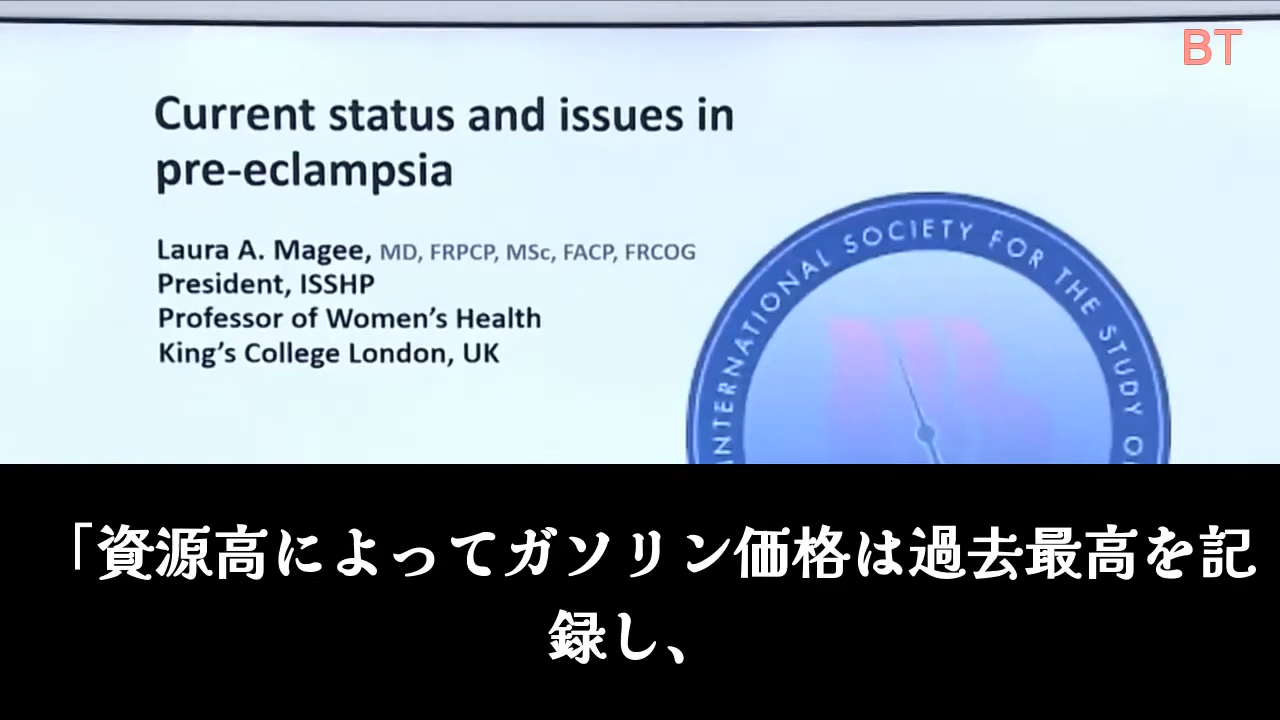 BT
Current status and issues in
pre-eclampsia
Laura A. Magee, MD, FRPCP, MSc, FACP, FRCOG
President, ISSHP
Professor of Women's Health
King's College London, UK
INTERNATIONAL SOCIETY FOR THE STUDY
「資源高によってガソリン価格は過去最高を記
録し、